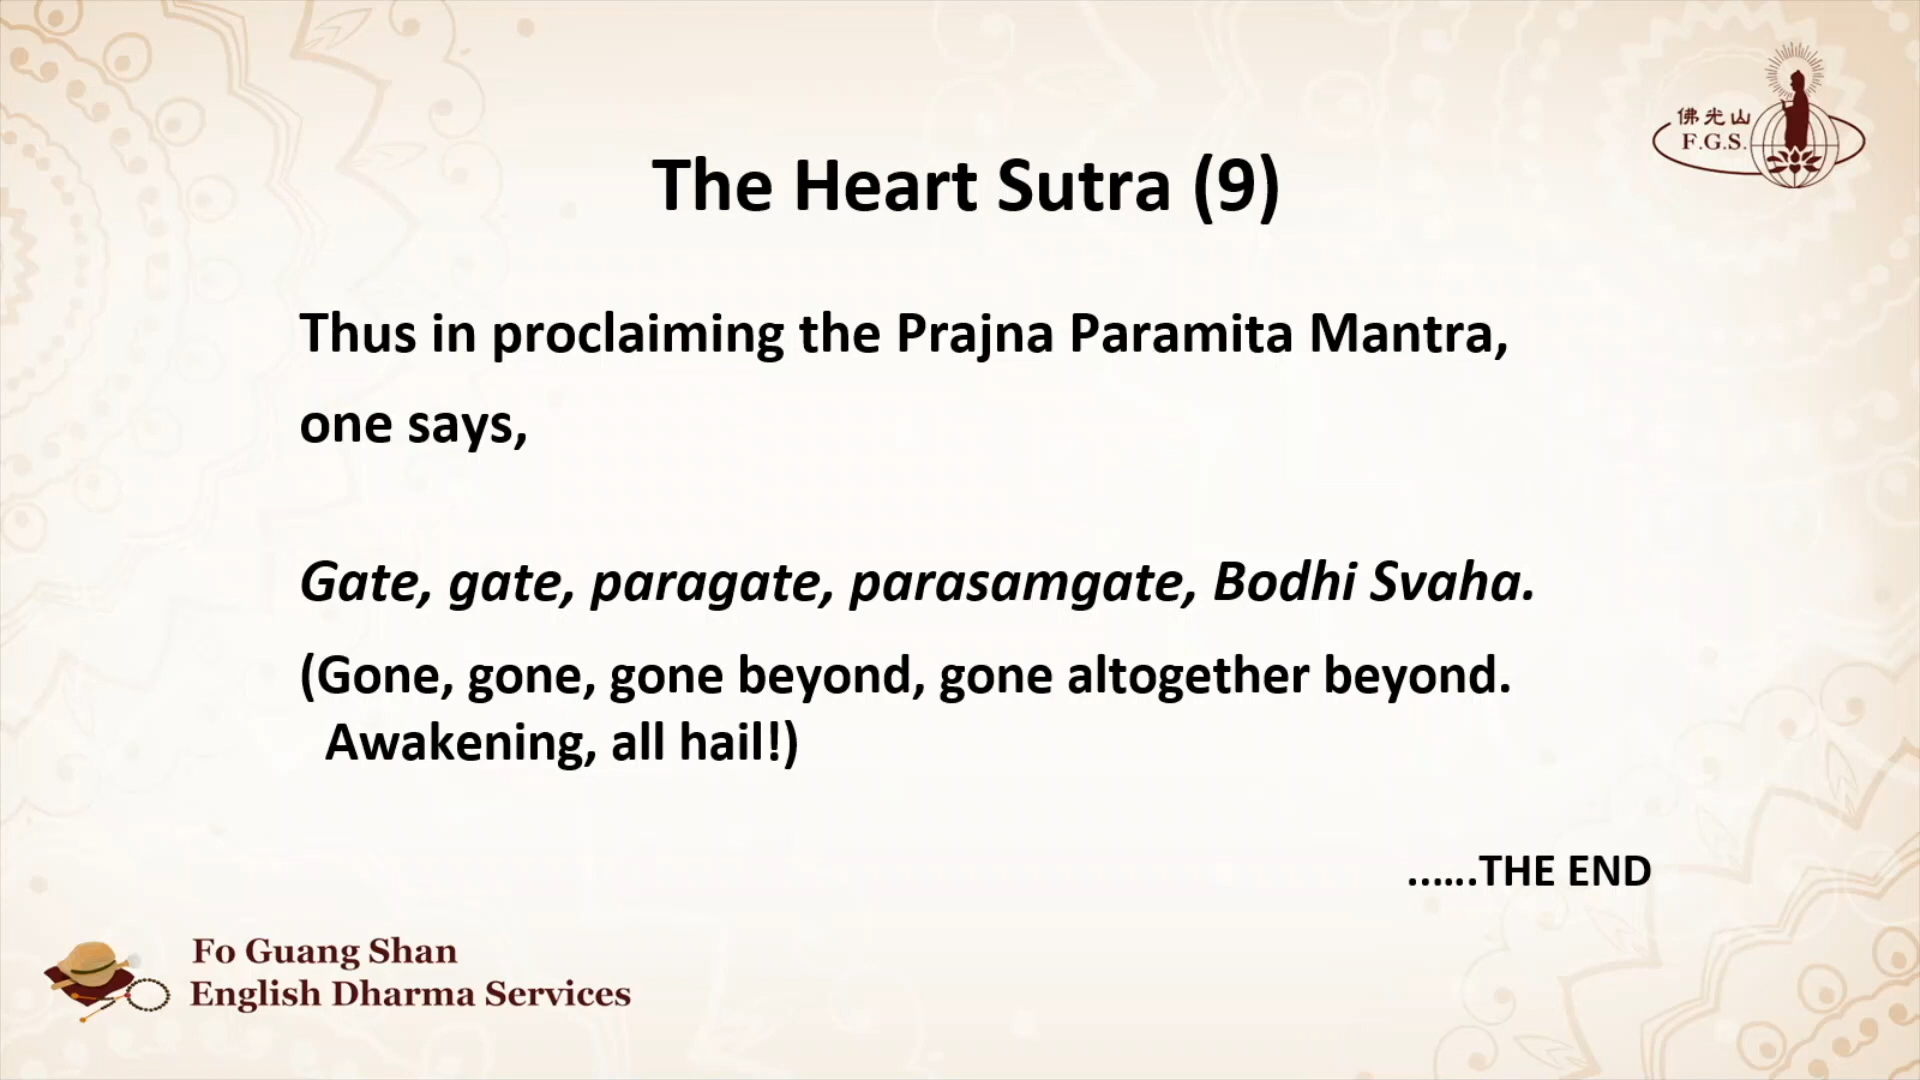 佛光山
F.G.S.
The Heart Sutra (9)
Thus in proclaiming the Prajna Paramita Mantra,
one says,
Gate, gate, paragate, parasamgate, Bodhi Svaha.
(Gone, gone, gone beyond, gone altogether beyond.
Awakening, all hail!)
......THE END
Fo Guang Shan
English Dharma Services